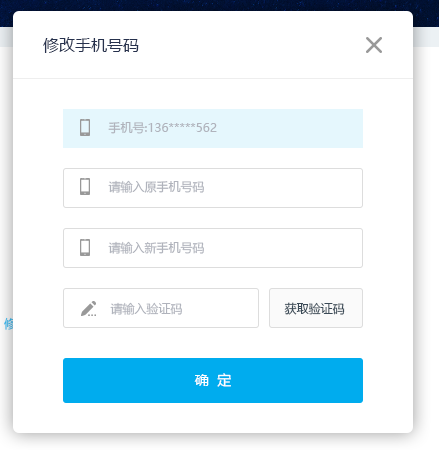 修改手机号码
手机号:136*****562
请输入原手机号码
请输入新手机号码
请输入验证码
获取验证码
确 定
修